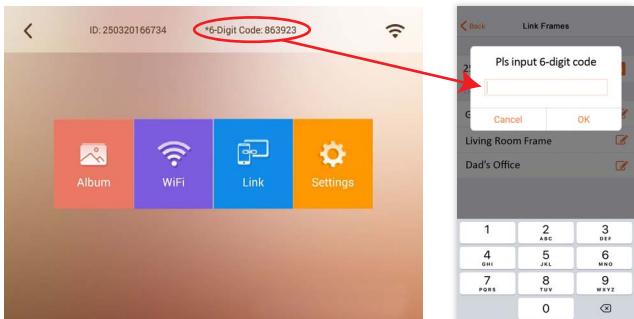 ID: 250320166734 *6-Digit Code: 863923
Album WiFi Link Settings
Back Link Frames
Pls input 6-digit code
Cancel OK
Living Room Frame
Dad's Office
1 2 ABC 3 DEF
4 GHI 5 JKL 6 MNO
7 PQRS 8 TUV 9 WXYZ
0